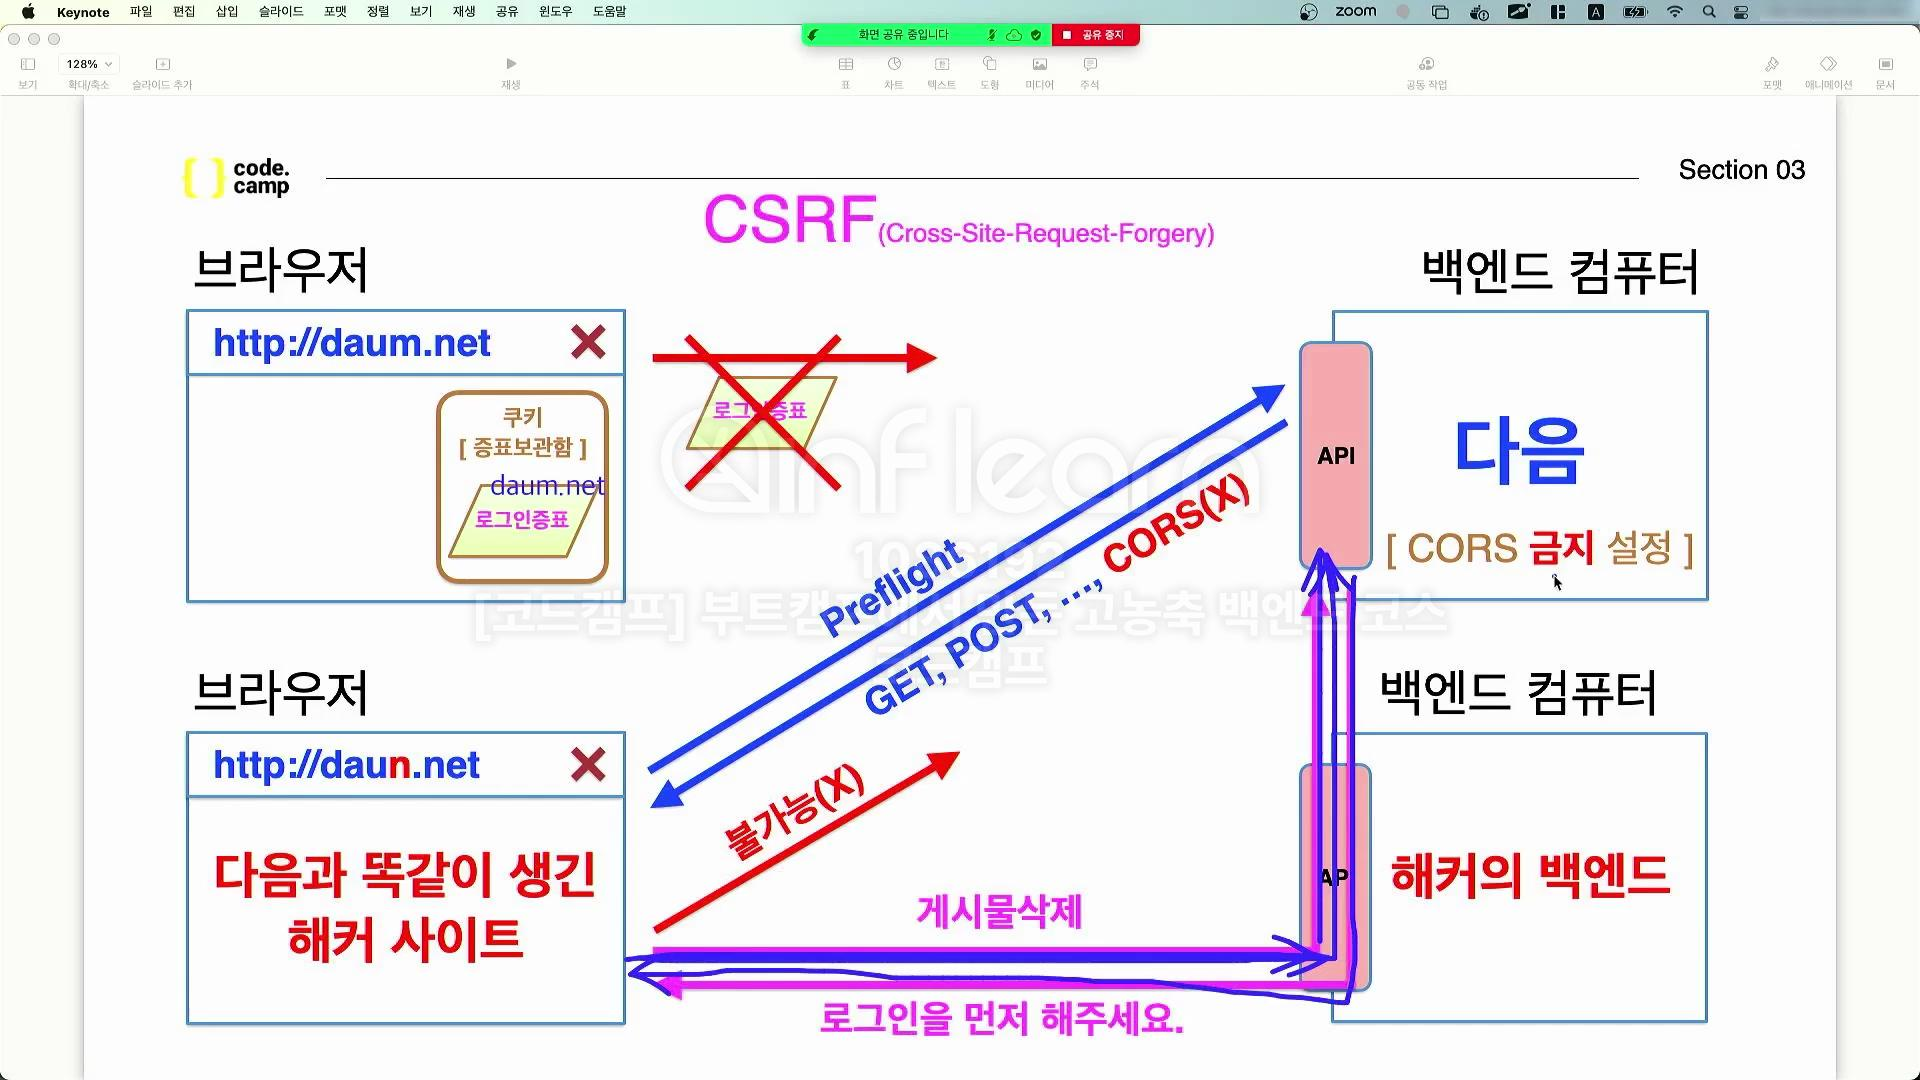 Keynote 파일 편집 삽입 슬라이드 포맷 정렬 보기 재생 공유 윈도우 도움말
zoom
A
화면 공유 중입니다
공유 중지
128%
보기 확대/축소 슬라이드 추가 재생 표 차트 텍스트 도형 미디어 주석 공동 작업 포맷 애니메이션 문서
{ } code.
camp
Section 03
CSRF(Cross-Site-Request-Forgery)
브라우저
http://daum.net
쿠키
[ 증표보관함 ]
daum.net
로그인증표
로그인증표
백엔드 컴퓨터
API
다음
[ CORS 금지 설정 ]
Preflight
GET, POST, ..., CORS(X)
inflearn
1086192
[코드캠프] 부트캠프에서 만든 고농축 백엔드 코스
코드캠프
브라우저
http://daun.net
다음과 똑같이 생긴
해커 사이트
불가능(X)
게시물삭제
로그인을 먼저 해주세요.
백엔드 컴퓨터
API
해커의 백엔드